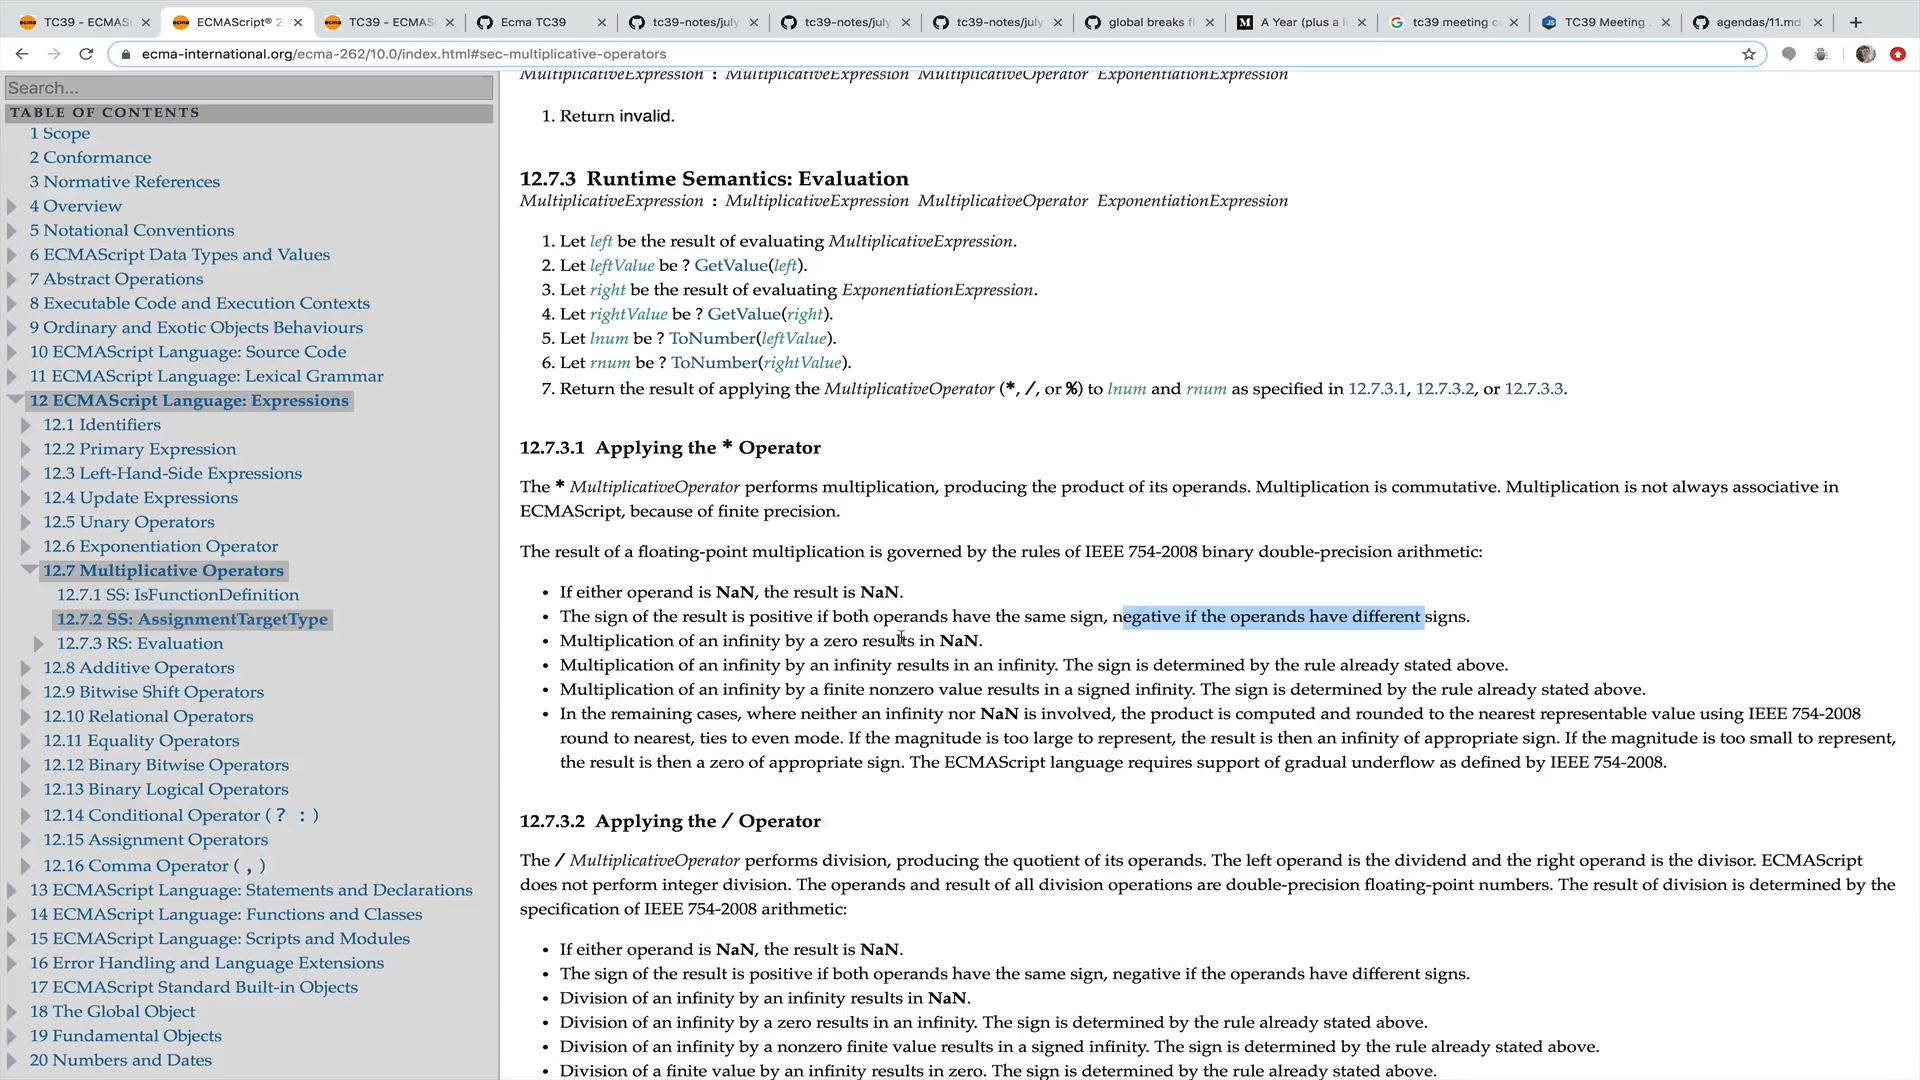 TC39 - ECMAS
ECMAScript® 2
TC39 - ECMAS
Ecma TC39
tc39-notes/july
tc39-notes/july
tc39-notes/july
global breaks f
A Year (plus a l
tc39 meeting c
TC39 Meeting
agendas/11.md
ecma-international.org/ecma-262/10.0/index.html#sec-multiplicative-operators
Search...
TABLE OF CONTENTS
1 Scope
2 Conformance
3 Normative References
4 Overview
5 Notational Conventions
6 ECMAScript Data Types and Values
7 Abstract Operations
8 Executable Code and Execution Contexts
9 Ordinary and Exotic Objects Behaviours
10 ECMAScript Language: Source Code
11 ECMAScript Language: Lexical Grammar
12 ECMAScript Language: Expressions
12.1 Identifiers
12.2 Primary Expression
12.3 Left-Hand-Side Expressions
12.4 Update Expressions
12.5 Unary Operators
12.6 Exponentiation Operator
12.7 Multiplicative Operators
12.7.1 SS: IsFunctionDefinition
12.7.2 SS: AssignmentTargetType
12.7.3 RS: Evaluation
12.8 Additive Operators
12.9 Bitwise Shift Operators
12.10 Relational Operators
12.11 Equality Operators
12.12 Binary Bitwise Operators
12.13 Binary Logical Operators
12.14 Conditional Operator ( ? : )
12.15 Assignment Operators
12.16 Comma Operator ( , )
13 ECMAScript Language: Statements and Declarations
14 ECMAScript Language: Functions and Classes
15 ECMAScript Language: Scripts and Modules
16 Error Handling and Language Extensions
17 ECMAScript Standard Built-in Objects
18 The Global Object
19 Fundamental Objects
20 Numbers and Dates
MultiplicativeExpression : MultiplicativeExpression MultiplicativeOperator ExponentiationExpression
1. Return invalid.
12.7.3 Runtime Semantics: Evaluation
MultiplicativeExpression : MultiplicativeExpression MultiplicativeOperator ExponentiationExpression
1. Let left be the result of evaluating MultiplicativeExpression.
2. Let leftValue be ? GetValue(left).
3. Let right be the result of evaluating ExponentiationExpression.
4. Let rightValue be ? GetValue(right).
5. Let lnum be ? ToNumber(leftValue).
6. Let rnum be ? ToNumber(rightValue).
7. Return the result of applying the MultiplicativeOperator (*, /, or %) to lnum and rnum as specified in 12.7.3.1, 12.7.3.2, or 12.7.3.3.
12.7.3.1 Applying the * Operator
The * MultiplicativeOperator performs multiplication, producing the product of its operands. Multiplication is commutative. Multiplication is not always associative in
ECMAScript, because of finite precision.
The result of a floating-point multiplication is governed by the rules of IEEE 754-2008 binary double-precision arithmetic:
• If either operand is NaN, the result is NaN.
• The sign of the result is positive if both operands have the same sign, negative if the operands have different signs.
• Multiplication of an infinity by a zero results in NaN.
• Multiplication of an infinity by an infinity results in an infinity. The sign is determined by the rule already stated above.
• Multiplication of an infinity by a finite nonzero value results in a signed infinity. The sign is determined by the rule already stated above.
• In the remaining cases, where neither an infinity nor NaN is involved, the product is computed and rounded to the nearest representable value using IEEE 754-2008
round to nearest, ties to even mode. If the magnitude is too large to represent, the result is then an infinity of appropriate sign. If the magnitude is too small to represent,
the result is then a zero of appropriate sign. The ECMAScript language requires support of gradual underflow as defined by IEEE 754-2008.
12.7.3.2 Applying the / Operator
The / MultiplicativeOperator performs division, producing the quotient of its operands. The left operand is the dividend and the right operand is the divisor. ECMAScript
does not perform integer division. The operands and result of all division operations are double-precision floating-point numbers. The result of division is determined by the
specification of IEEE 754-2008 arithmetic:
• If either operand is NaN, the result is NaN.
• The sign of the result is positive if both operands have the same sign, negative if the operands have different signs.
• Division of an infinity by an infinity results in NaN.
• Division of an infinity by a zero results in an infinity. The sign is determined by the rule already stated above.
• Division of an infinity by a nonzero finite value results in a signed infinity. The sign is determined by the rule already stated above.
• Division of a finite value by an infinity results in zero. The sign is determined by the rule already stated above.